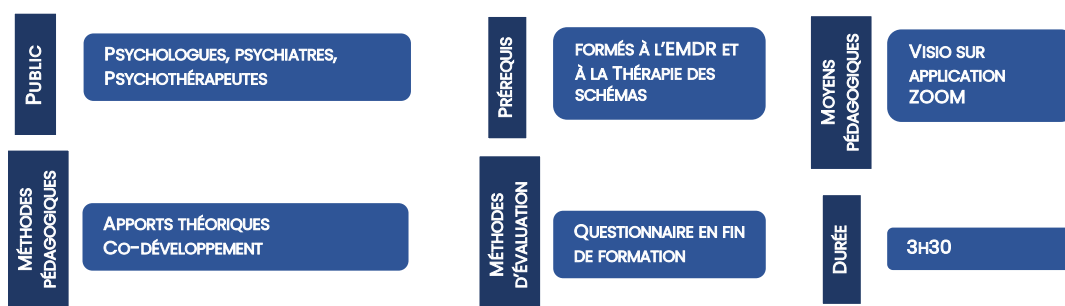 Public
Psychologues, psychiatres,
Psychothérapeutes
Prérequis
formés à l'EMDR et
à la Thérapie des
schémas
Moyens
pédagogiques
Visio sur
application
ZOOM
Méthodes
pédagogiques
Apports théoriques
Co-développement
Méthodes
d'évaluation
Questionnaire en fin
de formation
Durée
3h30